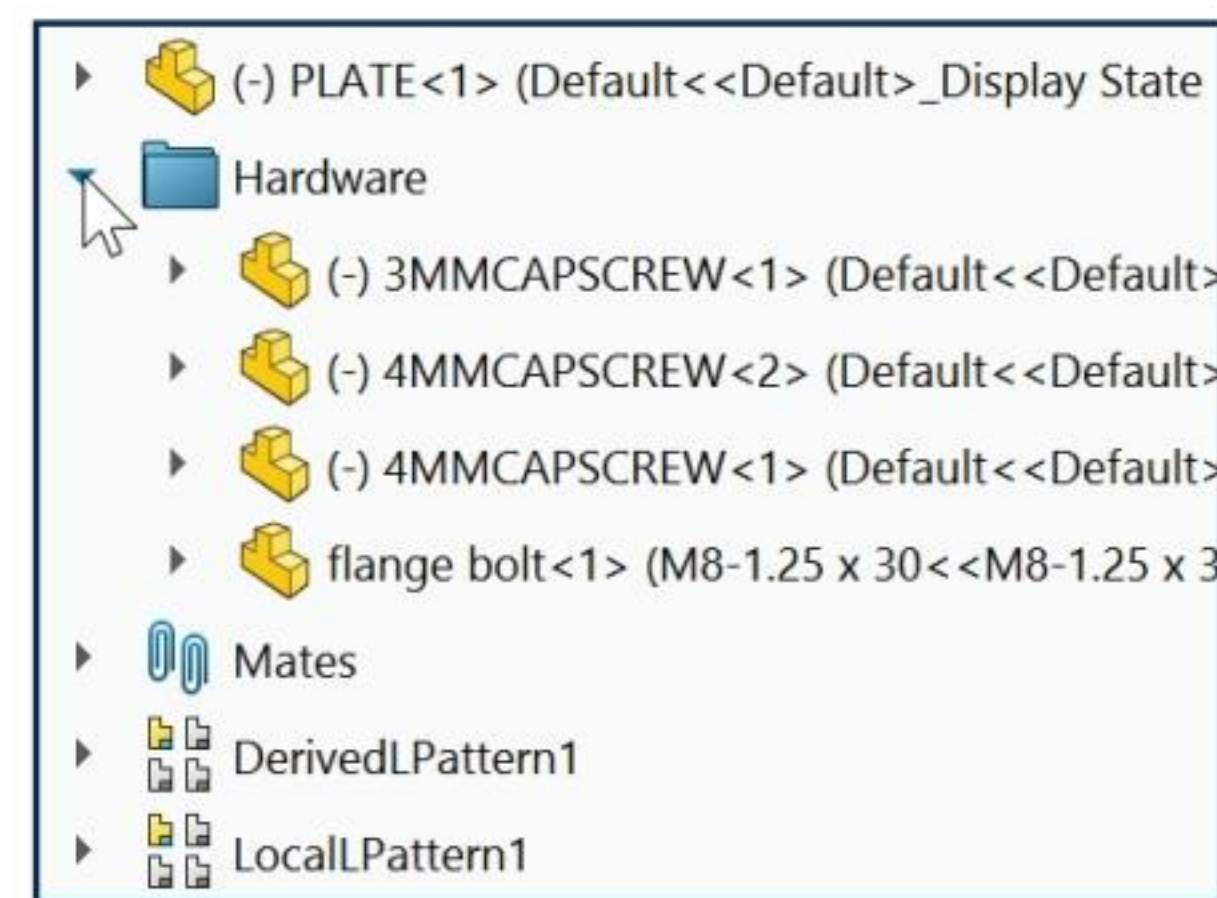 (-) PLATE<1> (Default<<Default>_Display State
Hardware
(-) 3MMCAPSCREW<1> (Default<<Default>
(-) 4MMCAPSCREW<2> (Default<<Default>
(-) 4MMCAPSCREW<1> (Default<<Default>
flange bolt<1> (M8-1.25 x 30<<M8-1.25 x 3
Mates
DerivedLPattern1
LocalLPattern1